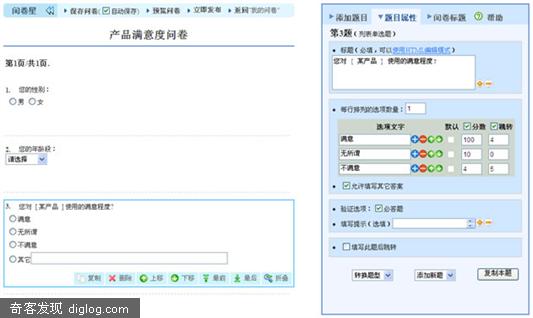 问卷星 保存问卷(自动保存) 预览问卷 立即发布 返回"我的问卷"
产品满意度问卷
第1页/共1页.
1. 您的性别:
男 女
2. 您的年龄段:
请选择
3. 您对 [某产品 ]使用的满意程度?
满意
无所谓
不满意
其它
复制 删除 上移 下移 最前 最后 折叠
添加题目 题目属性 问卷标题 帮助
第3题(列表单选题)
标题(必填,可以使用HTML编辑模式)
您对 [ 某产品 ] 使用的满意程度?
每行排列的选项数量: 1
选项文字 默认 分数 跳转
满意 100 4
无所谓 10 0
不满意 4 5
允许填写其它答案
验证选项: 必答题
填写提示(选填)
填写此题后跳转
转换题型 添加新题 复制本题
奇客发现 diglog.com